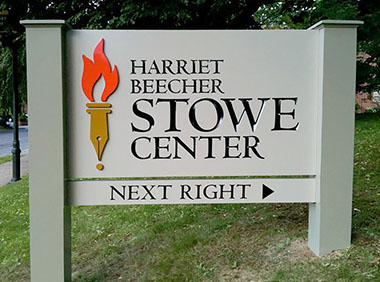 HARRIET
BEECHER
STOWE
CENTER
NEXT RIGHT ▶